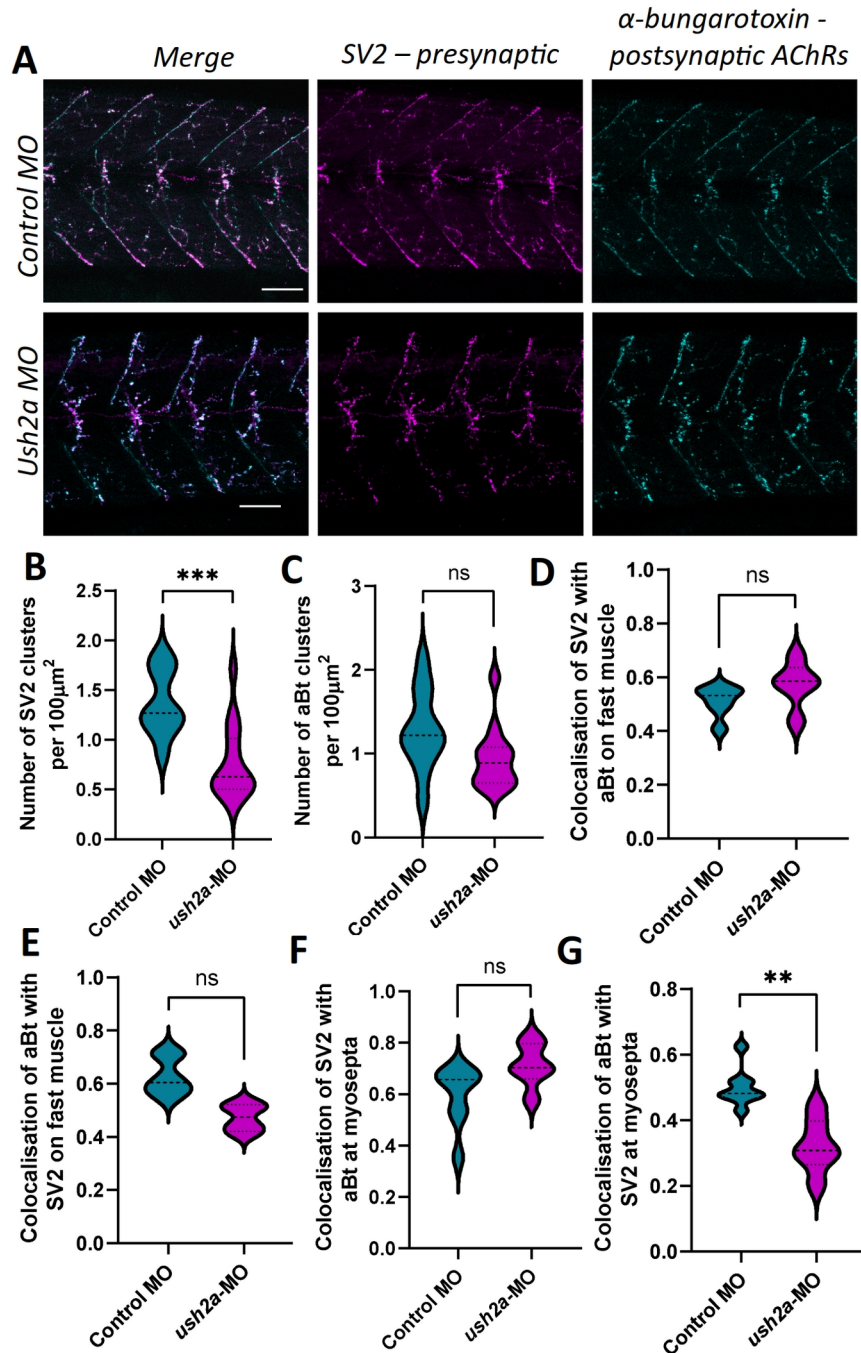 A
Merge
SV2 – presynaptic
α-bungarotoxin -
postsynaptic AChRs
Control MO
Ush2a MO
B
Number of SV2 clusters
per 100μm²
2.5
2.0
1.5
1.0
0.5
0.0
***
Control MO
ush2a-MO
C
Number of aBt clusters
per 100μm²
3
2
1
0
ns
Control MO
ush2a-MO
D
Colocalisation of SV2 with
aBt on fast muscle
1.0
0.8
0.6
0.4
0.2
0.0
ns
Control MO
ush2a-MO
E
Colocalisation of aBt with
SV2 on fast muscle
1.0
0.8
0.6
0.4
0.2
0.0
ns
Control MO
ush2a-MO
F
Colocalisation of SV2 with
aBt at myosepta
1.0
0.8
0.6
0.4
0.2
0.0
ns
Control MO
ush2a-MO
G
Colocalisation of aBt with
SV2 at myosepta
0.8
0.6
0.4
0.2
0.0
**
Control MO
ush2a-MO